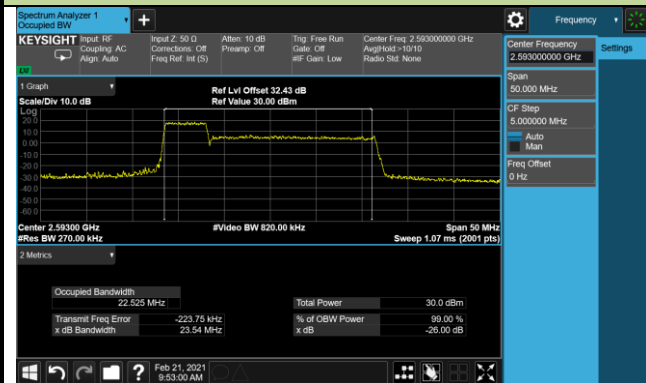 Spectrum Analyzer 1
Occupied BW
+
Frequency
KEYSIGHT
Input: RF
Coupling: AC
Align: Auto
Input Z: 50 Ω
Corrections: Off
Freq Ref: Int (S)
Atten: 10 dB
Preamp: Off
Trig: Free Run
Gate: Off
#IF Gain: Low
Center Freq: 2.593000000 GHz
Avg|Hold:>10/10
Radio Std: None
Center Frequency
2.593000000 GHz
Settings
Span
50.000 MHz
CF Step
5.000000 MHz
Auto
Man
Freq Offset
0 Hz
1 Graph
Ref Lvl Offset 32.43 dB
Scale/Div 10.0 dB
Ref Value 30.00 dBm
Log
20.0
10.0
0.00
-10.0
-20.0
-30.0
-40.0
-50.0
-60.0
Center 2.59300 GHz
#Video BW 820.00 kHz
Span 50 MHz
#Res BW 270.00 kHz
Sweep 1.07 ms (2001 pts)
2 Metrics
Occupied Bandwidth
22.525 MHz
Total Power
30.0 dBm
Transmit Freq Error
-223.75 kHz
% of OBW Power
99.00 %
x dB Bandwidth
23.54 MHz
x dB
-26.00 dB
?
Feb 21, 2021
9:53:00 AM